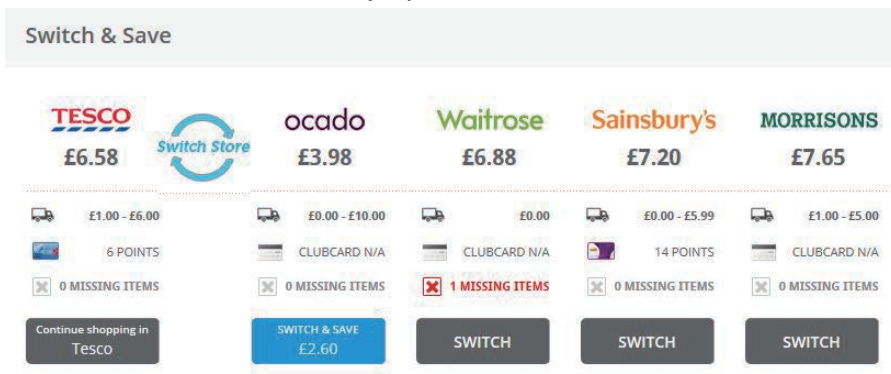 Switch & Save
TESCO
£6.58
Switch Store
ocado
£3.98
Waitrose
£6.88
Sainsbury's
£7.20
MORRISONS
£7.65
£1.00 - £6.00
£0.00 - £10.00
£0.00
£0.00 - £5.99
£1.00 - £5.00
6 POINTS
CLUBCARD N/A
CLUBCARD N/A
14 POINTS
CLUBCARD N/A
0 MISSING ITEMS
0 MISSING ITEMS
1 MISSING ITEMS
0 MISSING ITEMS
0 MISSING ITEMS
Continue shopping in
Tesco
SWITCH & SAVE
£2.60
SWITCH
SWITCH
SWITCH